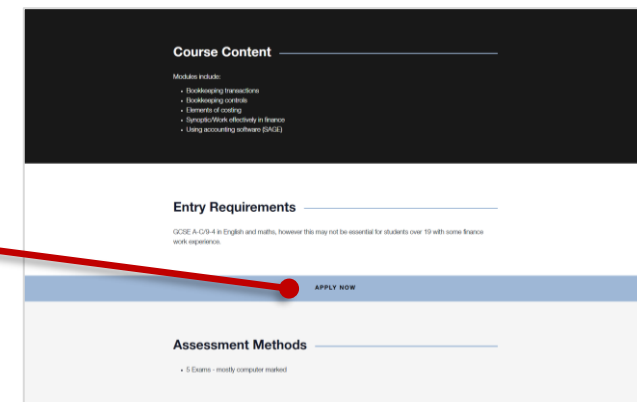 Course Content
Modules include:
• Bookkeeping transactions
• Bookkeeping controls
• Elements of costing
• Synoptic/Work effectively in finance
• Using accounting software (SAGE)
Entry Requirements
GCSE A-C/9-4 in English and maths, however this may not be essential for students over 19 with some finance
work experience.
APPLY NOW
Assessment Methods
• 5 Exams - mostly computer marked